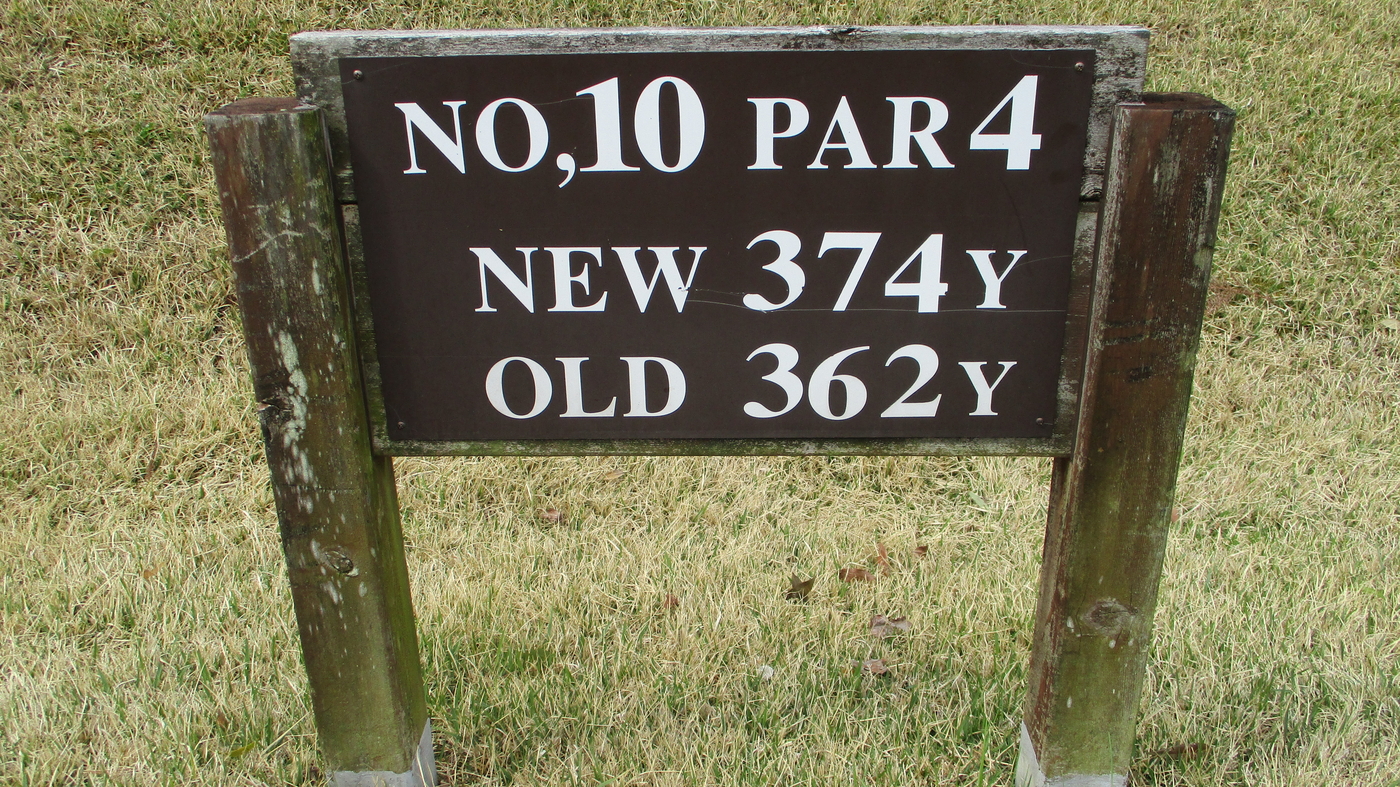 NO,10 PAR 4
NEW 374Y
OLD 362Y